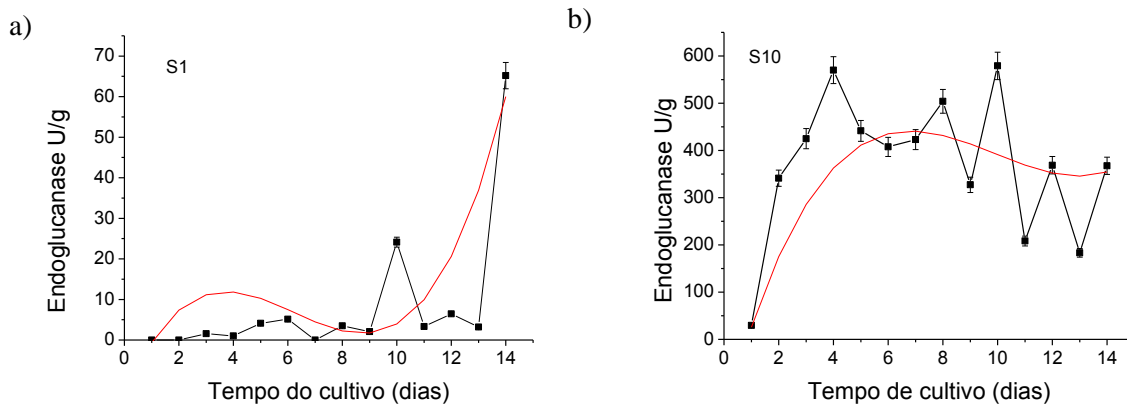 a)
S1
Endoglucanase U/g
70
60
50
40
30
20
10
0
0 2 4 6 8 10 12 14
Tempo do cultivo (dias)
b)
S10
Endoglucanase U/g
600
500
400
300
200
100
0
0 2 4 6 8 10 12 14
Tempo de cultivo (dias)